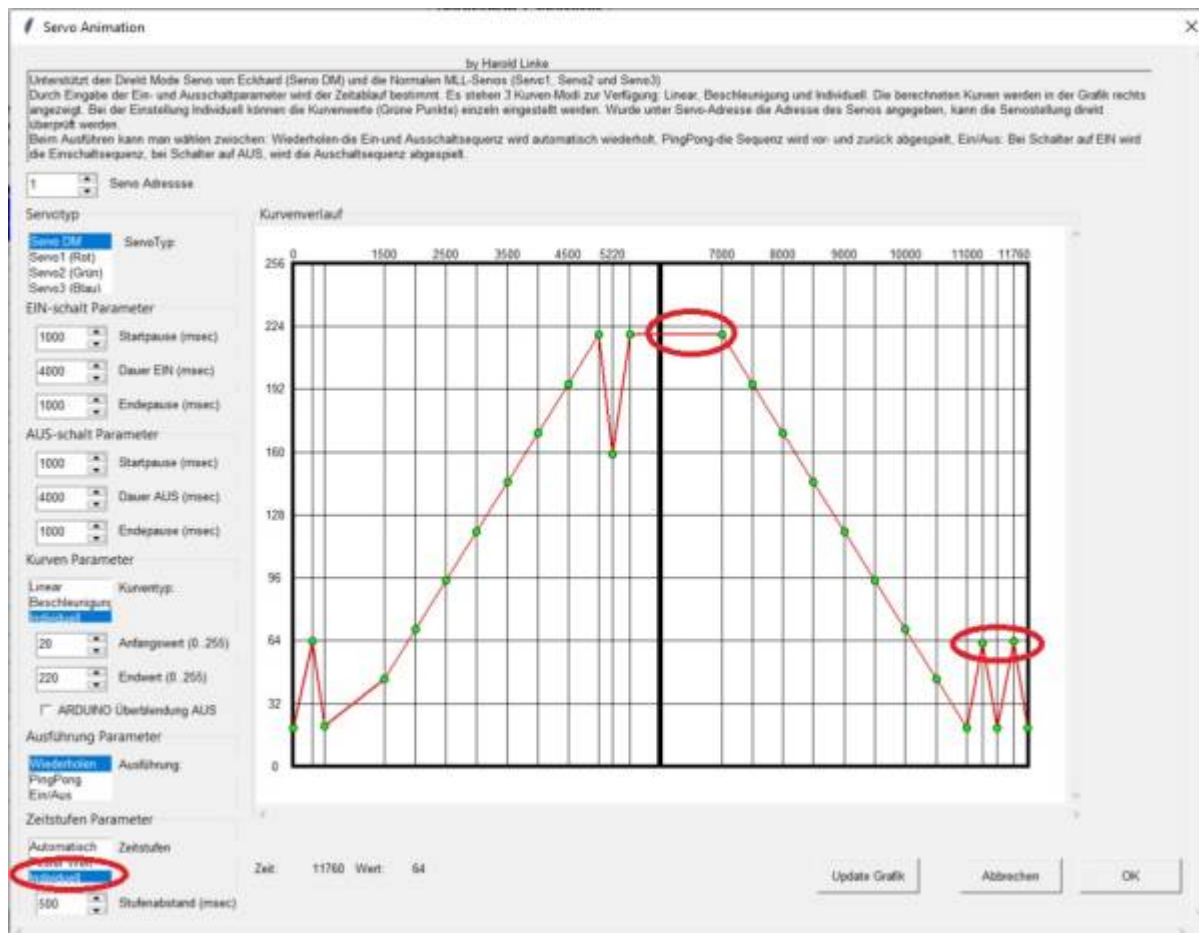 Servo Animation
by Harold Linke
Unterstützt den Direkt Mode Servo von Eckhard (Servo DM) und die Normalen MLL-Servos (Servo1, Servo2 und Servo3)
Durch Eingabe der Ein- und Ausschaltparameter wird der Zeitablauf bestimmt. Es stehen 3 Kurven-Modi zur Verfügung: Linear, Beschleunigung und Individuell. Die berechneten Kurven werden in der Grafik rechts
angezeigt. Bei der Einstellung Individuell können die Kurvenwerte (Grüne Punkte) einzeln eingestellt werden. Wurde unter Servo-Adresse die Adresse des Servos angegeben, kann die Servostellung direkt
überprüft werden.
Beim Ausführen kann man wählen zwischen: Wiederholen-die Ein-und Ausschaltsequenz wird automatisch wiederholt, PingPong-die Sequenz wird vor- und zurück abgespielt, Ein/Aus: Bei Schalter auf EIN wird
die Einschaltsequenz, bei Schalter auf AUS, wird die Auschaltsequenz abgespielt.
1 Servo Adressse
Servotyp
Kurvenverlauf
Servo DM ServoTyp:
Servo1 (Rot)
Servo2 (Grün)
Servo3 (Blau)
0 1500 2500 3500 4500 5220 7000 8000 9000 10000 11000 11760
256
224
192
160
128
96
64
32
0
EIN-schalt Parameter
1000 Startpause (msec)
4000 Dauer EIN (msec)
1000 Endepause (msec)
AUS-schalt Parameter
1000 Startpause (msec)
4000 Dauer AUS (msec)
1000 Endepause (msec)
Kurven Parameter
Linear Kurventyp:
Beschleunigung
Individuell
20 Anfangswert (0..255)
220 Endwert (0..255)
ARDUINO Überblendung AUS
Ausführung Parameter
Wiederholen Ausführung:
PingPong
Ein/Aus
Zeitstufen Parameter
Automatisch Zeitstufen
Individuell
500 Stufenabstand (msec)
Zeit: 11760 Wert: 64
Update Grafik
Abbrechen
OK